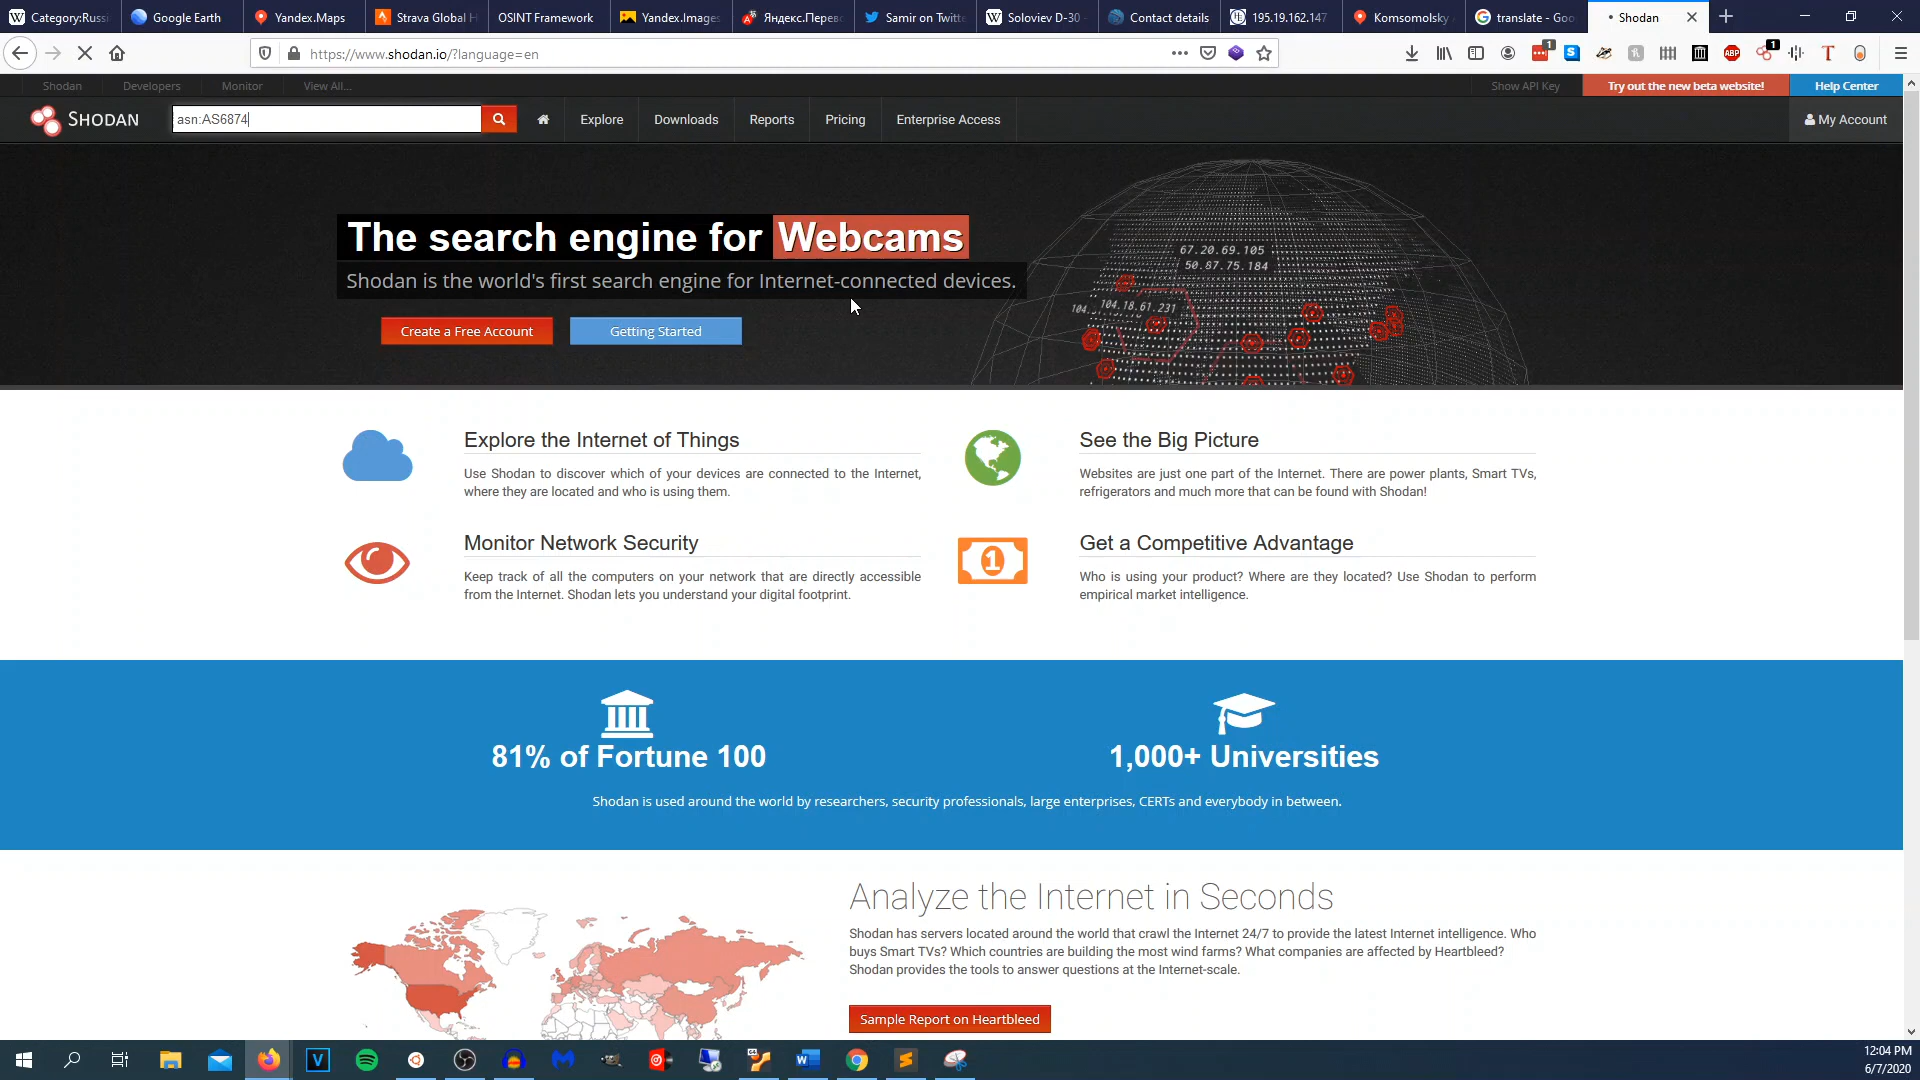 Category:Russi
Google Earth
Yandex.Maps
Strava Global H
OSINT Framework
Yandex.Images
Яндекс.Перев
Samir on Twitte
Soloviev D-30 -
Contact details
195.19.162.147
Komsomolsky
translate - Goo
Shodan
https://www.shodan.io/?language=en
Shodan
Developers
Monitor
View All...
Show API Key
Try out the new beta website!
Help Center
SHODAN
asn:AS6874
Explore
Downloads
Reports
Pricing
Enterprise Access
My Account
The search engine for Webcams
Shodan is the world's first search engine for Internet-connected devices.
Create a Free Account
Getting Started
67.20.69.105
50.87.75.184
104.18.61.231
104.
Explore the Internet of Things
Use Shodan to discover which of your devices are connected to the Internet,
where they are located and who is using them.
See the Big Picture
Websites are just one part of the Internet. There are power plants, Smart TVs,
refrigerators and much more that can be found with Shodan!
Monitor Network Security
Keep track of all the computers on your network that are directly accessible
from the Internet. Shodan lets you understand your digital footprint.
Get a Competitive Advantage
Who is using your product? Where are they located? Use Shodan to perform
empirical market intelligence.
81% of Fortune 100
1,000+ Universities
Shodan is used around the world by researchers, security professionals, large enterprises, CERTs and everybody in between.
Analyze the Internet in Seconds
Shodan has servers located around the world that crawl the Internet 24/7 to provide the latest Internet intelligence. Who
buys Smart TVs? Which countries are building the most wind farms? What companies are affected by Heartbleed?
Shodan provides the tools to answer questions at the Internet-scale.
Sample Report on Heartbleed
12:04 PM
6/7/2020